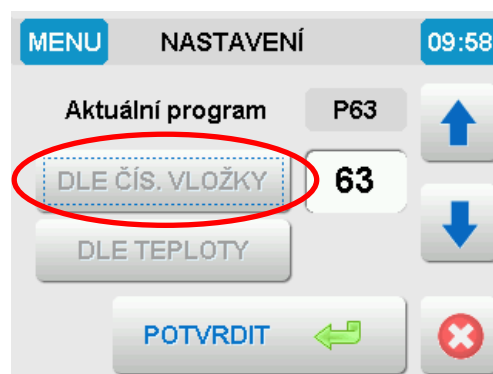 MENU NASTAVENÍ 09:58
Aktuální program P63
DLE ČÍS. VLOŽKY 63
DLE TEPLOTY
POTVRDIT